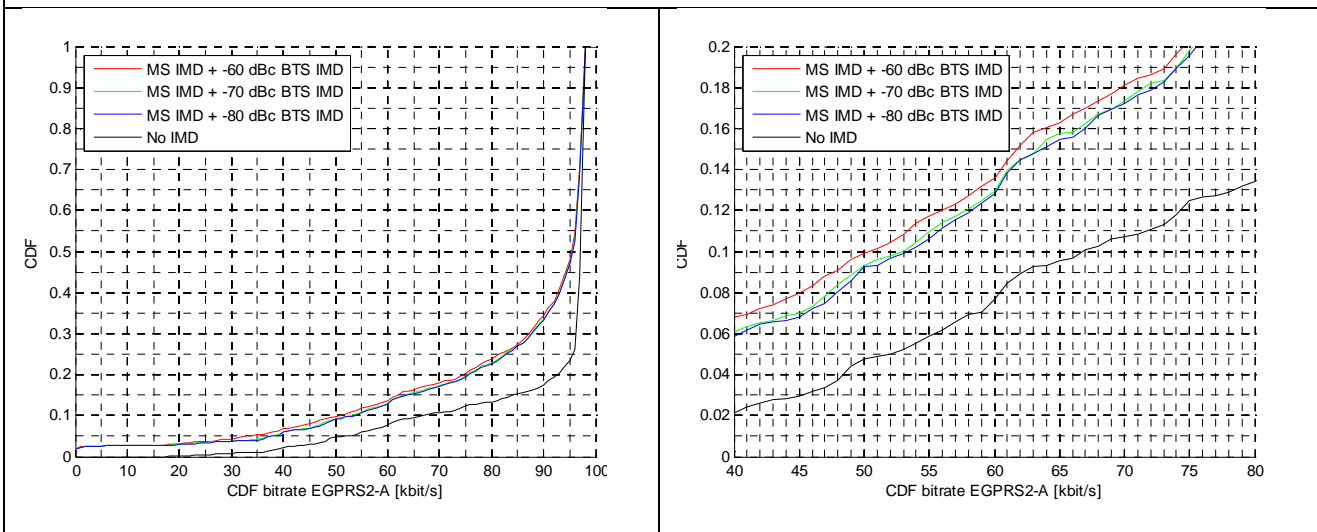 1
0.9
0.8
0.7
0.6
0.5
0.4
0.3
0.2
0.1
0
CDF
MS IMD + -60 dBc BTS IMD
MS IMD + -70 dBc BTS IMD
MS IMD + -80 dBc BTS IMD
No IMD
0 10 20 30 40 50 60 70 80 90 100
CDF bitrate EGPRS2-A [kbit/s]
0.2
0.18
0.16
0.14
0.12
0.1
0.08
0.06
0.04
0.02
0
CDF
MS IMD + -60 dBc BTS IMD
MS IMD + -70 dBc BTS IMD
MS IMD + -80 dBc BTS IMD
No IMD
40 45 50 55 60 65 70 75 80
CDF bitrate EGPRS2-A [kbit/s]